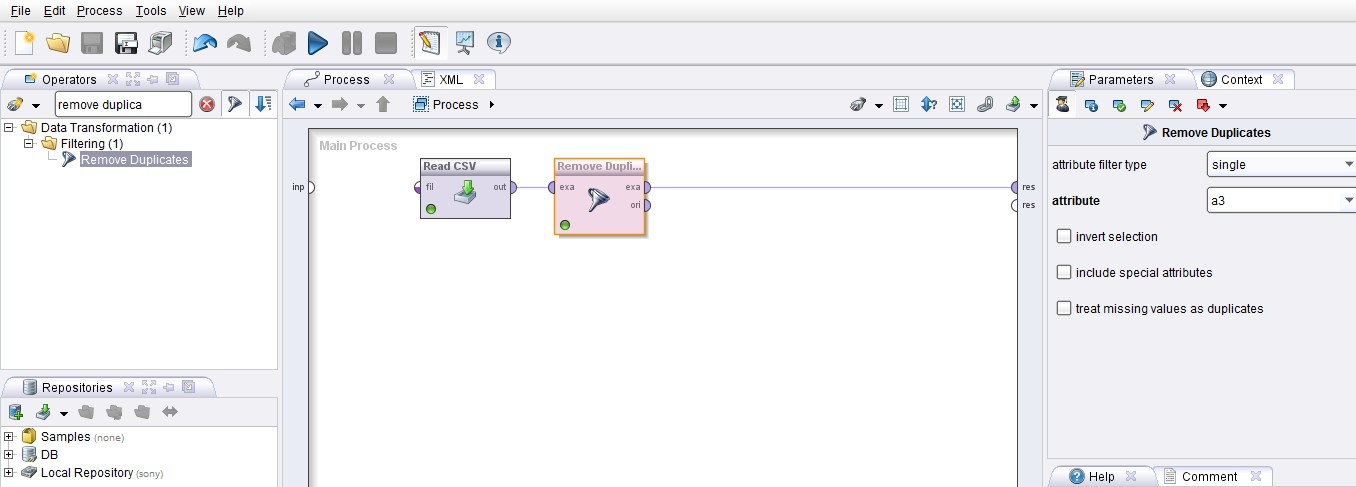 File Edit Process Tools View Help
Operators
remove duplica
Data Transformation (1)
Filtering (1)
Remove Duplicates
Repositories
Samples (none)
DB
Local Repository (sony)
Process
XML
Process
Main Process
inp
Read CSV
fil out
Remove Dupli...
exa exa
ori
res
res
Parameters
Context
Remove Duplicates
attribute filter type single
attribute a3
invert selection
include special attributes
treat missing values as duplicates
Help
Comment